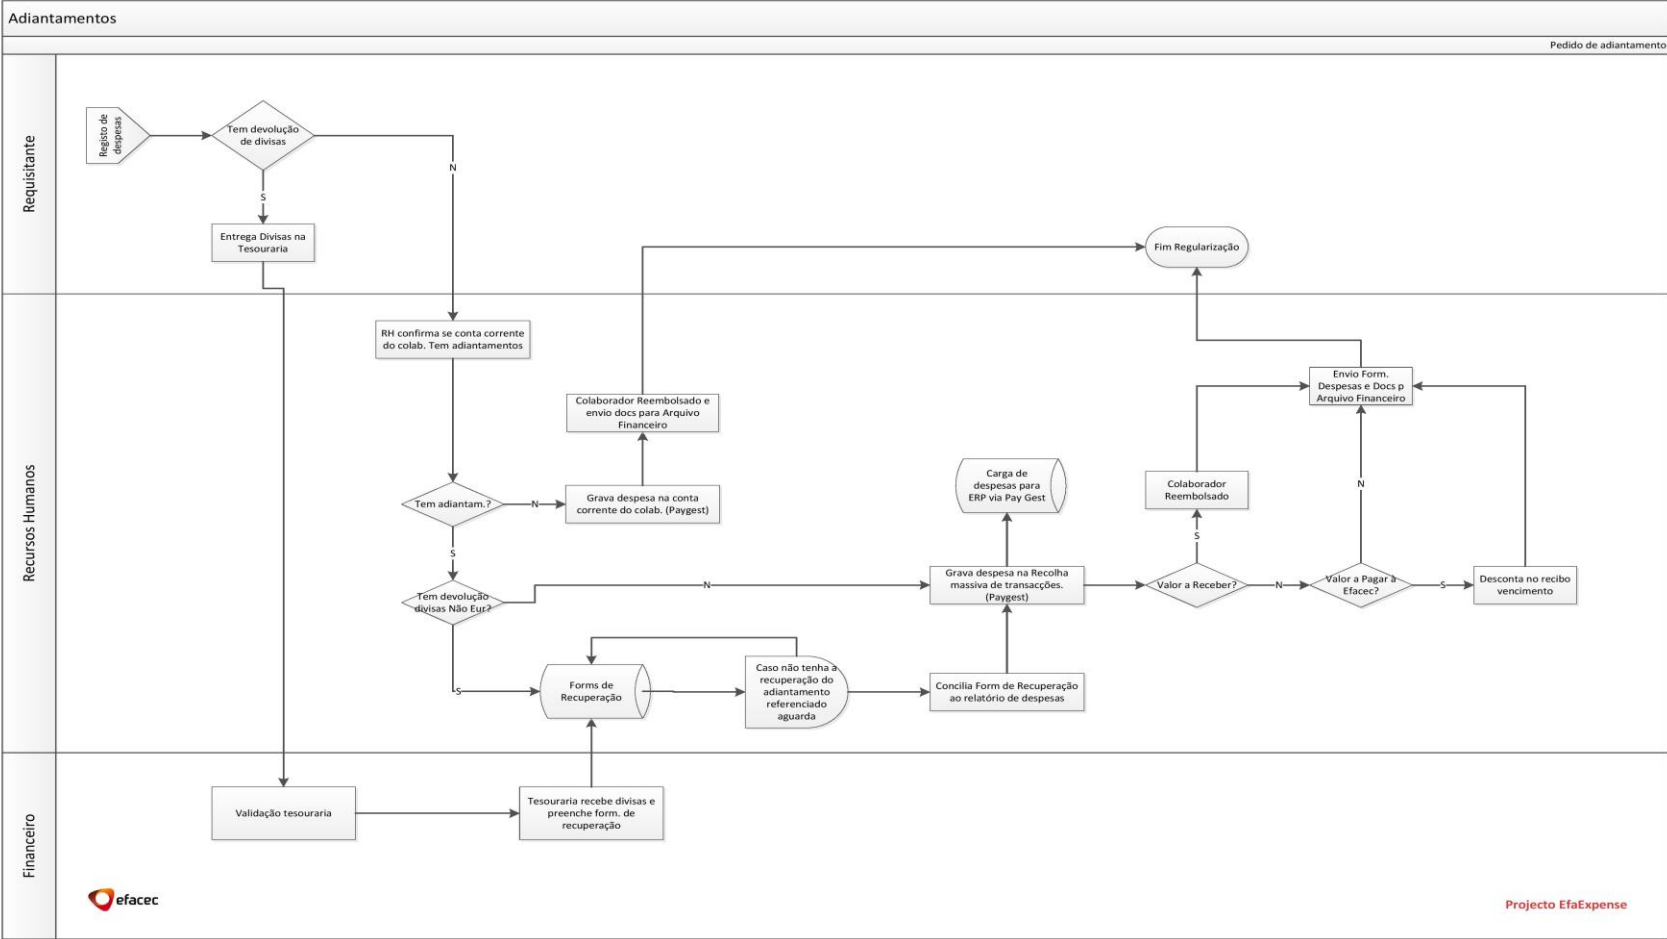 Adiantamentos
Pedido de adiantamento
Requisitante
Registo de
despesas
Tem devolução
de divisas
N
S
Entrega Divisas na
Tesouraria
Fim Regularização
Recursos Humanos
RH confirma se conta corrente
do colab. Tem adiantamentos
Colaborador Reembolsado e
envio docs para Arquivo
Financeiro
Envio Form.
Despesas e Docs p
Arquivo Financeiro
Tem adiantam.?
N
Grava despesa na conta
corrente do colab. (Paygest)
Carga de
despesas para
ERP via Pay Gest
Colaborador
Reembolsado
N
S
S
Tem devolução
divisas Não Eur?
N
Grava despesa na Recolha
massiva de transacções.
(Paygest)
Valor a Receber?
N
Valor a Pagar à
Efacec?
S
Desconta no recibo
vencimento
S
Forms de
Recuperação
Caso não tenha a
recuperação do
adiantamento
referenciado
aguarda
Concilia Form de Recuperação
ao relatório de despesas
Financeiro
Validação tesouraria
Tesouraria recebe divisas e
preenche form. de
recuperação
efacec
Projecto EfaExpense